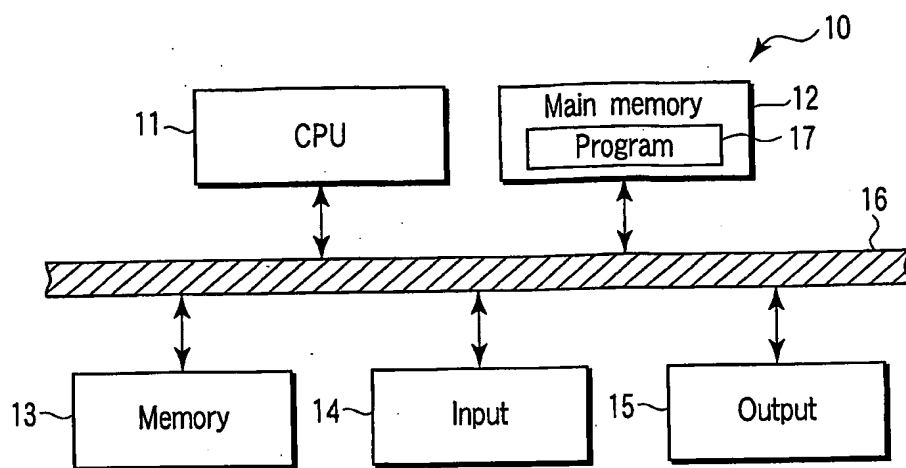 10
11
CPU
Main memory
12
Program
17
16
13
Memory
14
Input
15
Output